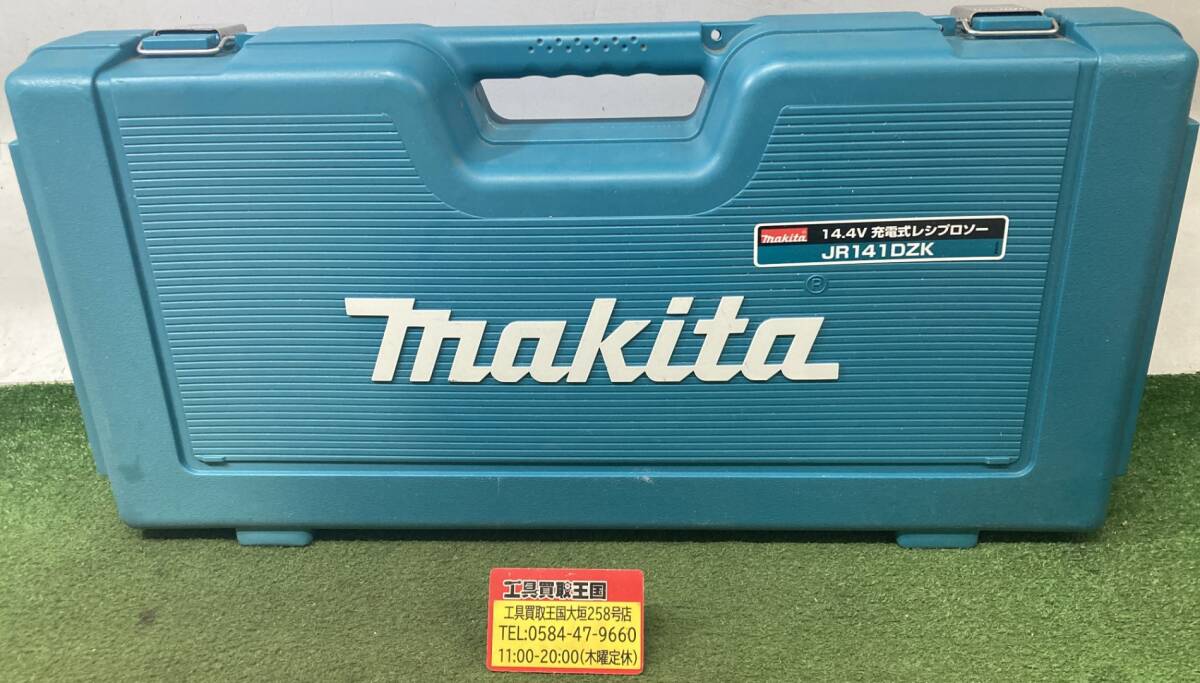 makita 14.4V 充電式レシプロソー
JR141DZK
®
makita
工具買取王国
工具買取王国大垣258号店
TEL:0584-47-9660
11:00-20:00(木曜定休)